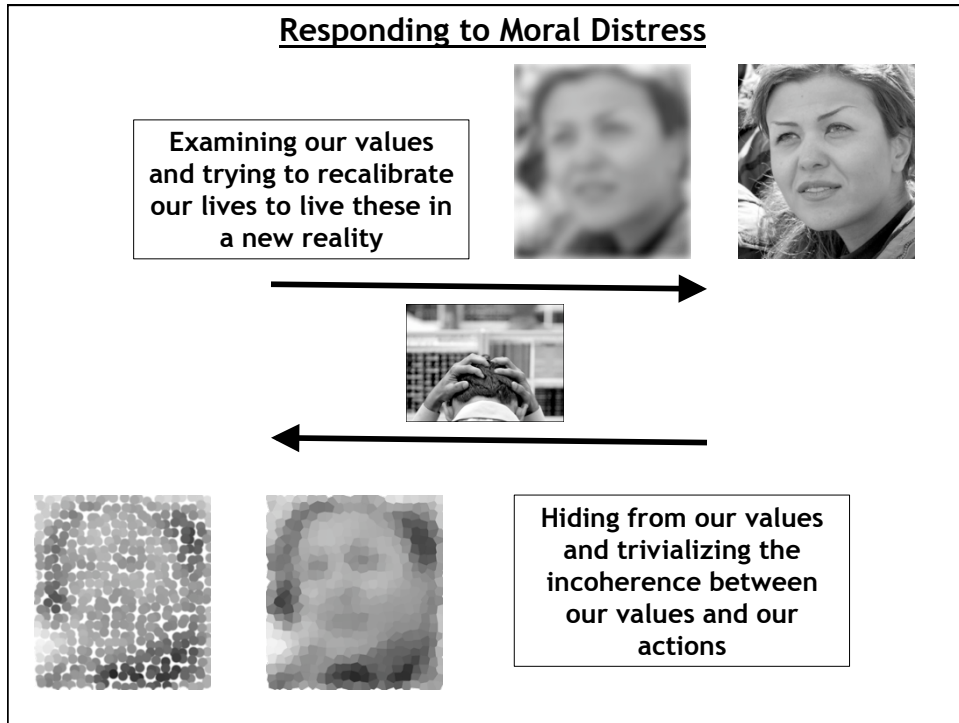 Responding to Moral Distress
Examining our values
and trying to recalibrate
our lives to live these in
a new reality
Hiding from our values
and trivializing the
incoherence between
our values and our
actions